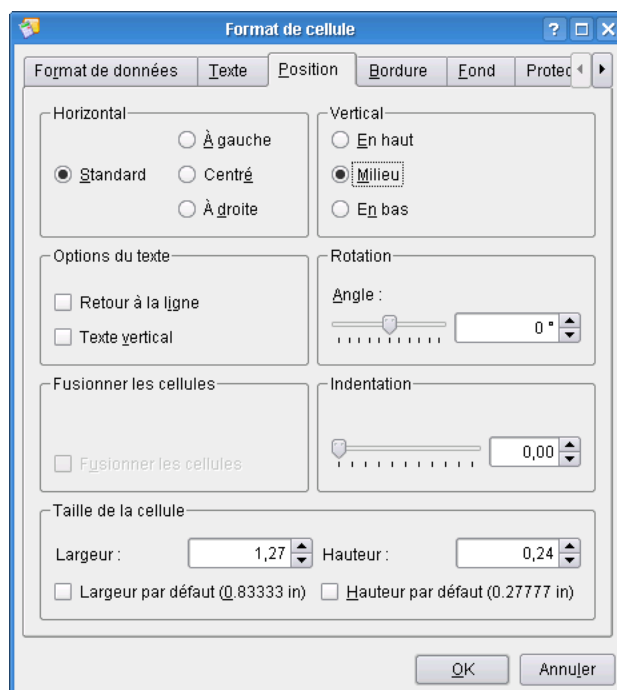 Format de cellule
Format de données Texte Position Bordure Fond Protec
Horizontal
À gauche
Standard Centré
À droite
Vertical
En haut
Milieu
En bas
Options du texte
Retour à la ligne
Texte vertical
Rotation
Angle :
0 °
Fusionner les cellules
Fusionner les cellules
Indentation
0,00
Taille de la cellule
Largeur : 1,27 Hauteur : 0,24
Largeur par défaut (0.83333 in) Hauteur par défaut (0.27777 in)
OK Annuler